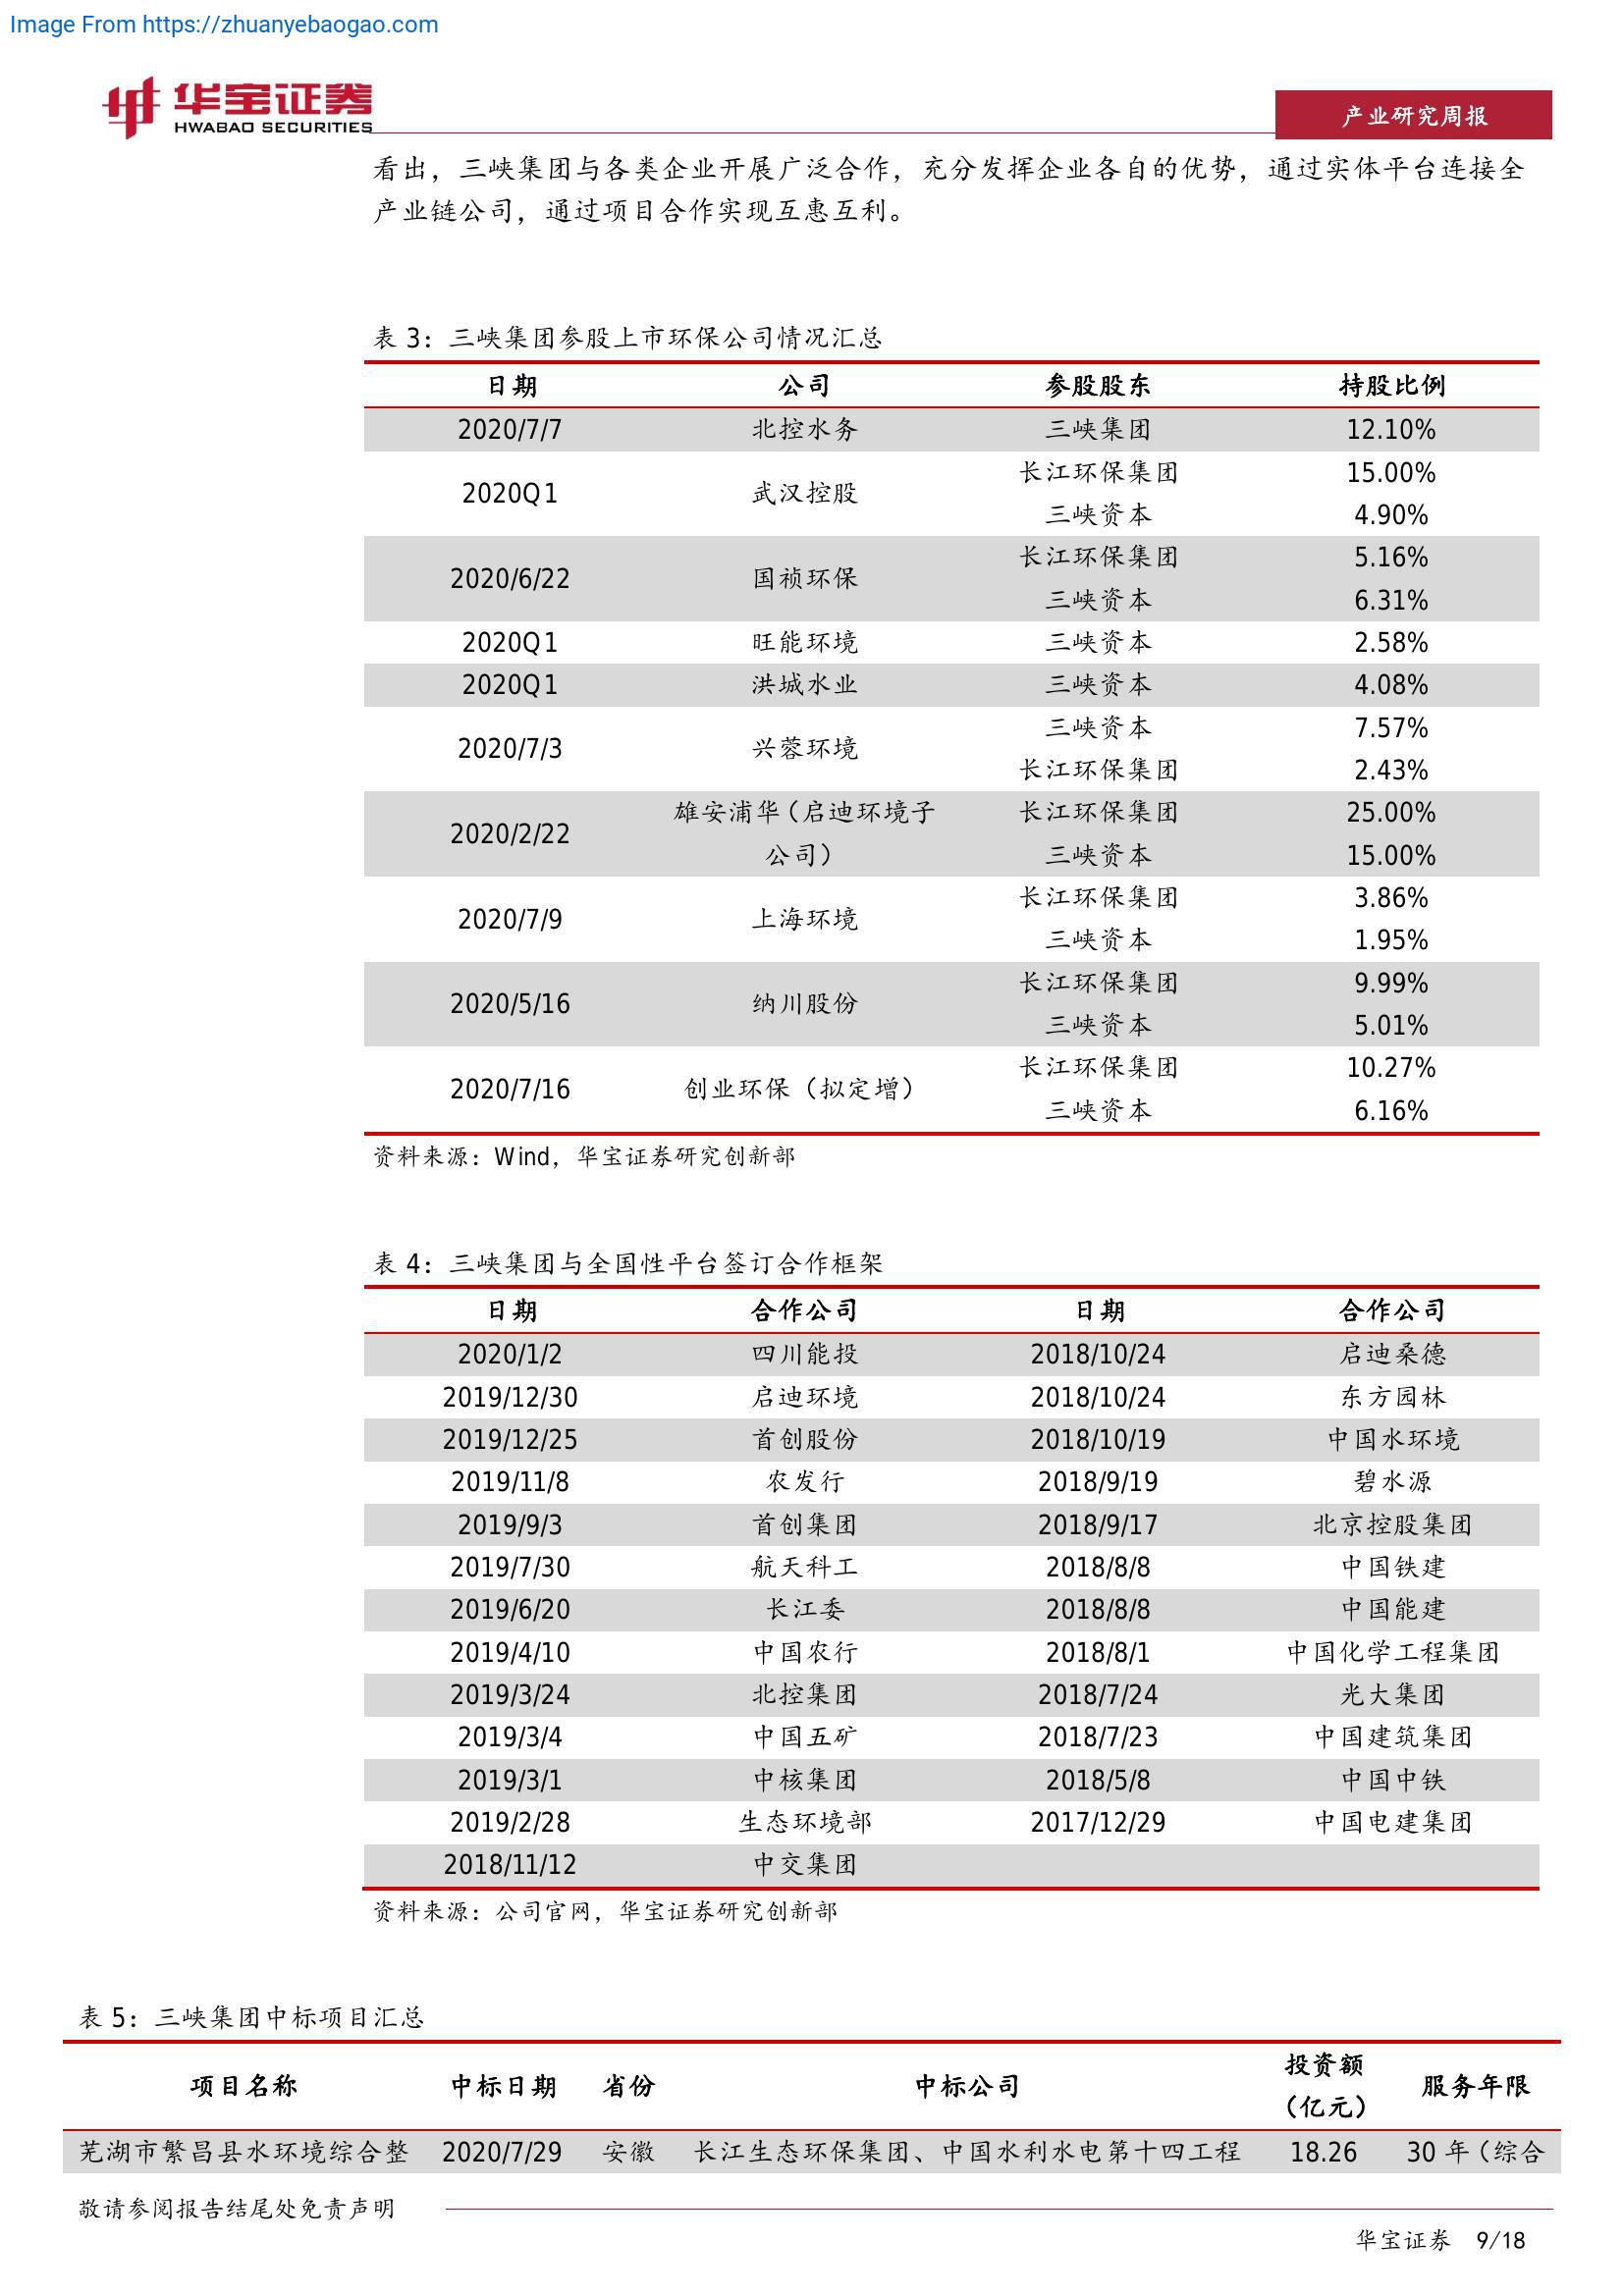 Image From https://zhuanyebaogao.com
华宝证券
HWABAO SECURITIES
产业研究周报
看出，三峡集团与各类企业开展广泛合作，充分发挥企业各自的优势，通过实体平台连接全
产业链公司，通过项目合作实现互惠互利。
表 3：三峡集团参股上市环保公司情况汇总
日期 公司 参股股东 持股比例
2020/7/7 北控水务 三峡集团 12.10%
2020Q1 武汉控股 长江环保集团 15.00%
三峡资本 4.90%
2020/6/22 国祯环保 长江环保集团 5.16%
三峡资本 6.31%
2020Q1 旺能环境 三峡资本 2.58%
2020Q1 洪城水业 三峡资本 4.08%
2020/7/3 兴蓉环境 三峡资本 7.57%
长江环保集团 2.43%
2020/2/22 雄安浦华（启迪环境子 长江环保集团 25.00%
公司） 三峡资本 15.00%
2020/7/9 上海环境 长江环保集团 3.86%
三峡资本 1.95%
2020/5/16 纳川股份 长江环保集团 9.99%
三峡资本 5.01%
2020/7/16 创业环保（拟定增） 长江环保集团 10.27%
三峡资本 6.16%
资料来源：Wind，华宝证券研究创新部
表 4：三峡集团与全国性平台签订合作框架
日期 合作公司 日期 合作公司
2020/1/2 四川能投 2018/10/24 启迪桑德
2019/12/30 启迪环境 2018/10/24 东方园林
2019/12/25 首创股份 2018/10/19 中国水环境
2019/11/8 农发行 2018/9/19 碧水源
2019/9/3 首创集团 2018/9/17 北京控股集团
2019/7/30 航天科工 2018/8/8 中国铁建
2019/6/20 长江委 2018/8/8 中国能建
2019/4/10 中国农行 2018/8/1 中国化学工程集团
2019/3/24 北控集团 2018/7/24 光大集团
2019/3/4 中国五矿 2018/7/23 中国建筑集团
2019/3/1 中核集团 2018/5/8 中国中铁
2019/2/28 生态环境部 2017/12/29 中国电建集团
2018/11/12 中交集团
资料来源：公司官网，华宝证券研究创新部
表 5：三峡集团中标项目汇总
项目名称 中标日期 省份 中标公司 投资额 服务年限
（亿元）
芜湖市繁昌县水环境综合整 2020/7/29 安徽 长江生态环保集团、中国水利水电第十四工程 18.26 30 年（综合
敬请参阅报告结尾处免责声明
华宝证券 9/18